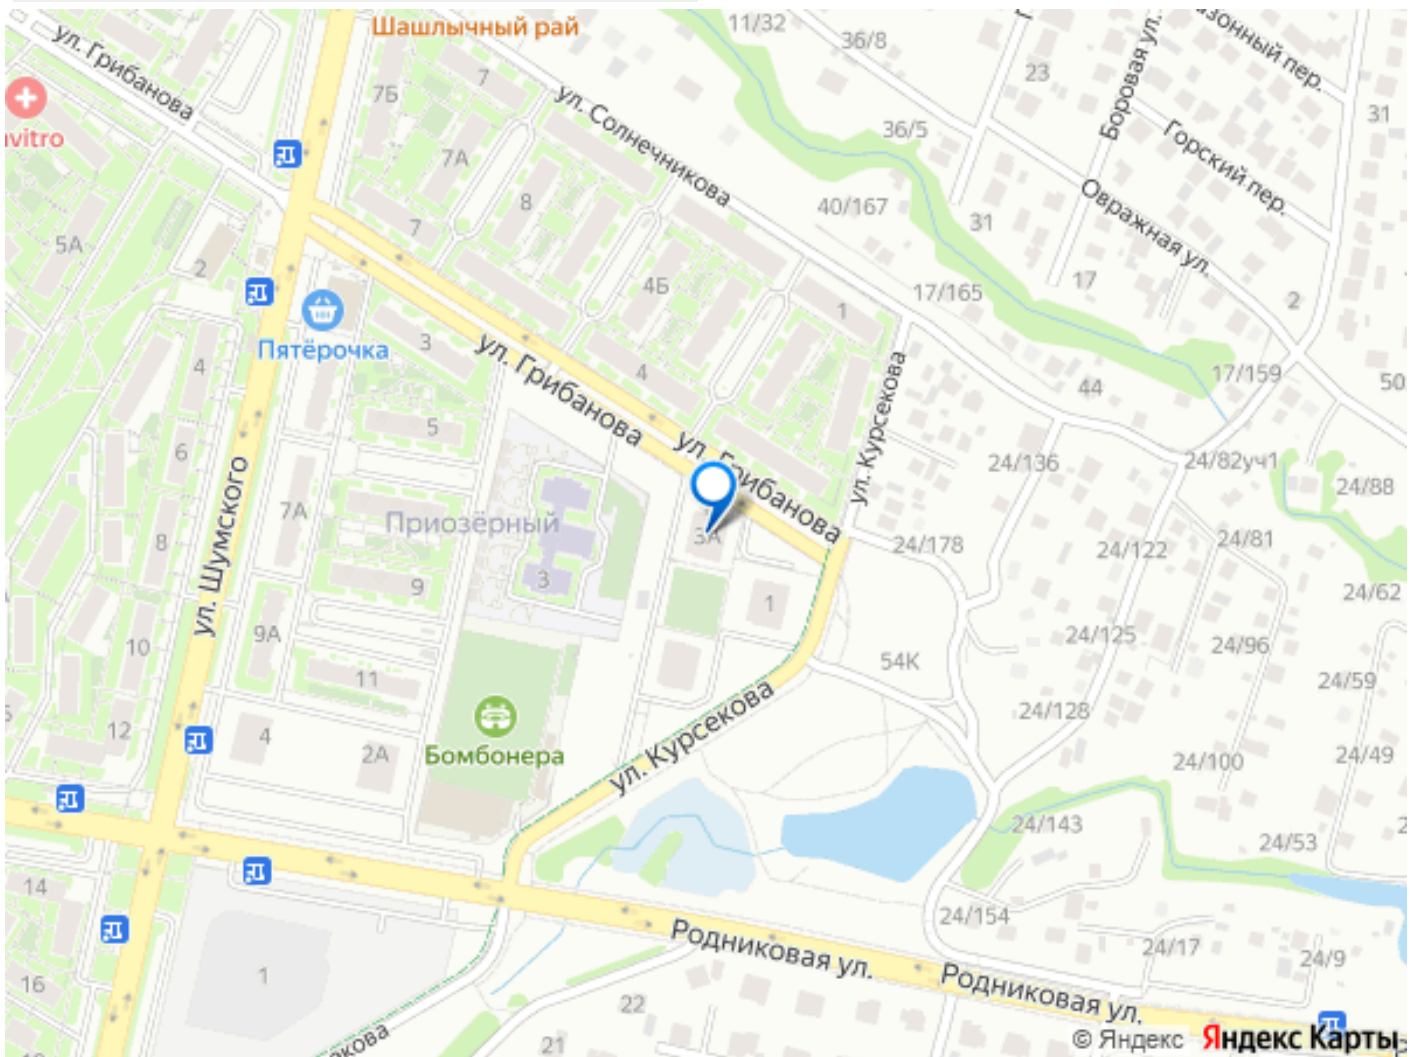 Шашлычный рай
11/32
36/8
ул. Грибанова
7
7Б
23
Боровая ул.
31
ул. Солнечникова
36/5
Горский пер.
nvitro
7А
8
40/167
31
Овражная ул.
7
5А
2
4Б
17/165
17
2
1
Пятёрочка
3
ул. Грибанова
4
4
ул. Курсекова
44
17/159
50
5
6
ул. Грибанова
24/136
24/82уч1
24/88
7А
Приозёрный
3А
8
ул. Шумского
24/178
24/122
24/81
9
3
1
24/62
9А
10
24/125
24/96
54К
11
24/59
12
4
2А
Бомбонера
ул. Курсекова
24/128
24/100
24/49
24/143
24/53
14
24/154
Родниковая ул.
24/17
24/9
16
1
22
Родниковая ул.
21
© Яндекс
Яндекс Карты